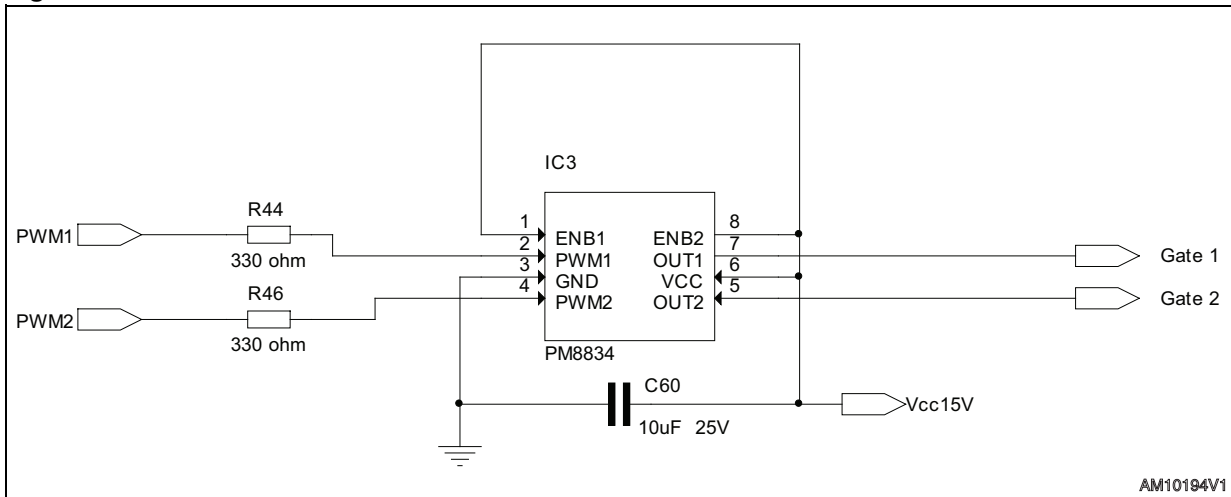 IC3
PWM1
R44
330 ohm
PWM2
R46
330 ohm
1
2
3
4
ENB1
PWM1
GND
PWM2
ENB2
OUT1
VCC
OUT2
8
7
6
5
PM8834
Gate 1
Gate 2
C60
10uF 25V
Vcc15V
AM10194V1